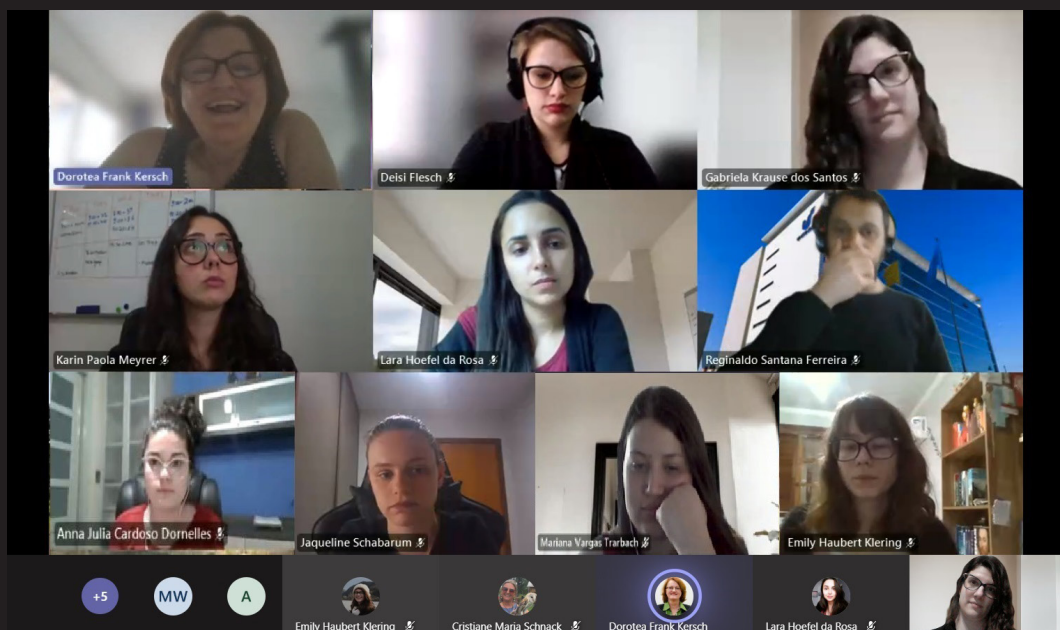 Dorotea Frank Kersch
Deisi Flesch
Gabriela Krause dos Santos
Karin Paola Meyrer
Lara Hoefel da Rosa
Reginaldo Santana Ferreira
Anna Julia Cardoso Dornelles
Jaqueline Schabarum
Mariana Vargas Trarbach
Emily Haubert Klering
+5
MW
A
Emily Haubert Klering
Cristiane Maria Schnack
Dorotea Frank Kersch
Lara Hoefel da Rosa